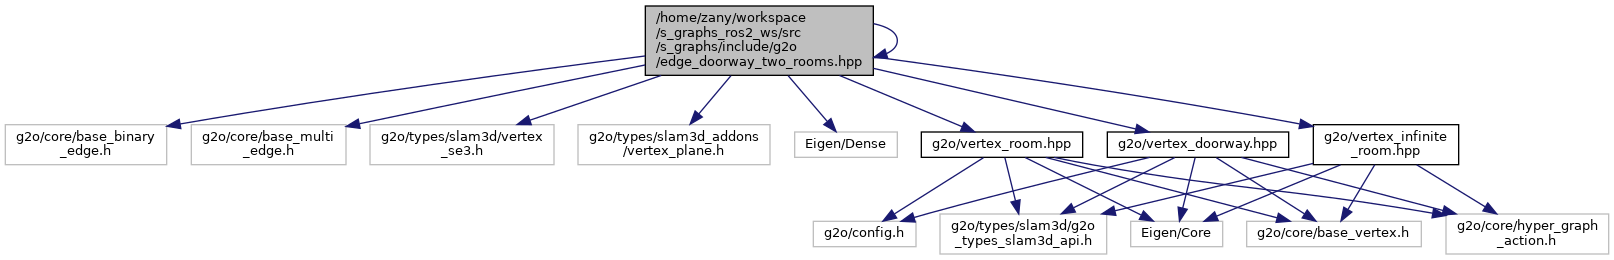 /home/zany/workspace
/s_graphs_ros2_ws/src
/s_graphs/include/g2o
/edge_doorway_two_rooms.hpp
g2o/core/base_binary
_edge.h
g2o/core/base_multi
_edge.h
g2o/types/slam3d/vertex
_se3.h
g2o/types/slam3d_addons
/vertex_plane.h
Eigen/Dense
g2o/vertex_room.hpp
g2o/vertex_doorway.hpp
g2o/vertex_infinite
_room.hpp
g2o/config.h
g2o/types/slam3d/g2o
_types_slam3d_api.h
Eigen/Core
g2o/core/base_vertex.h
g2o/core/hyper_graph
_action.h